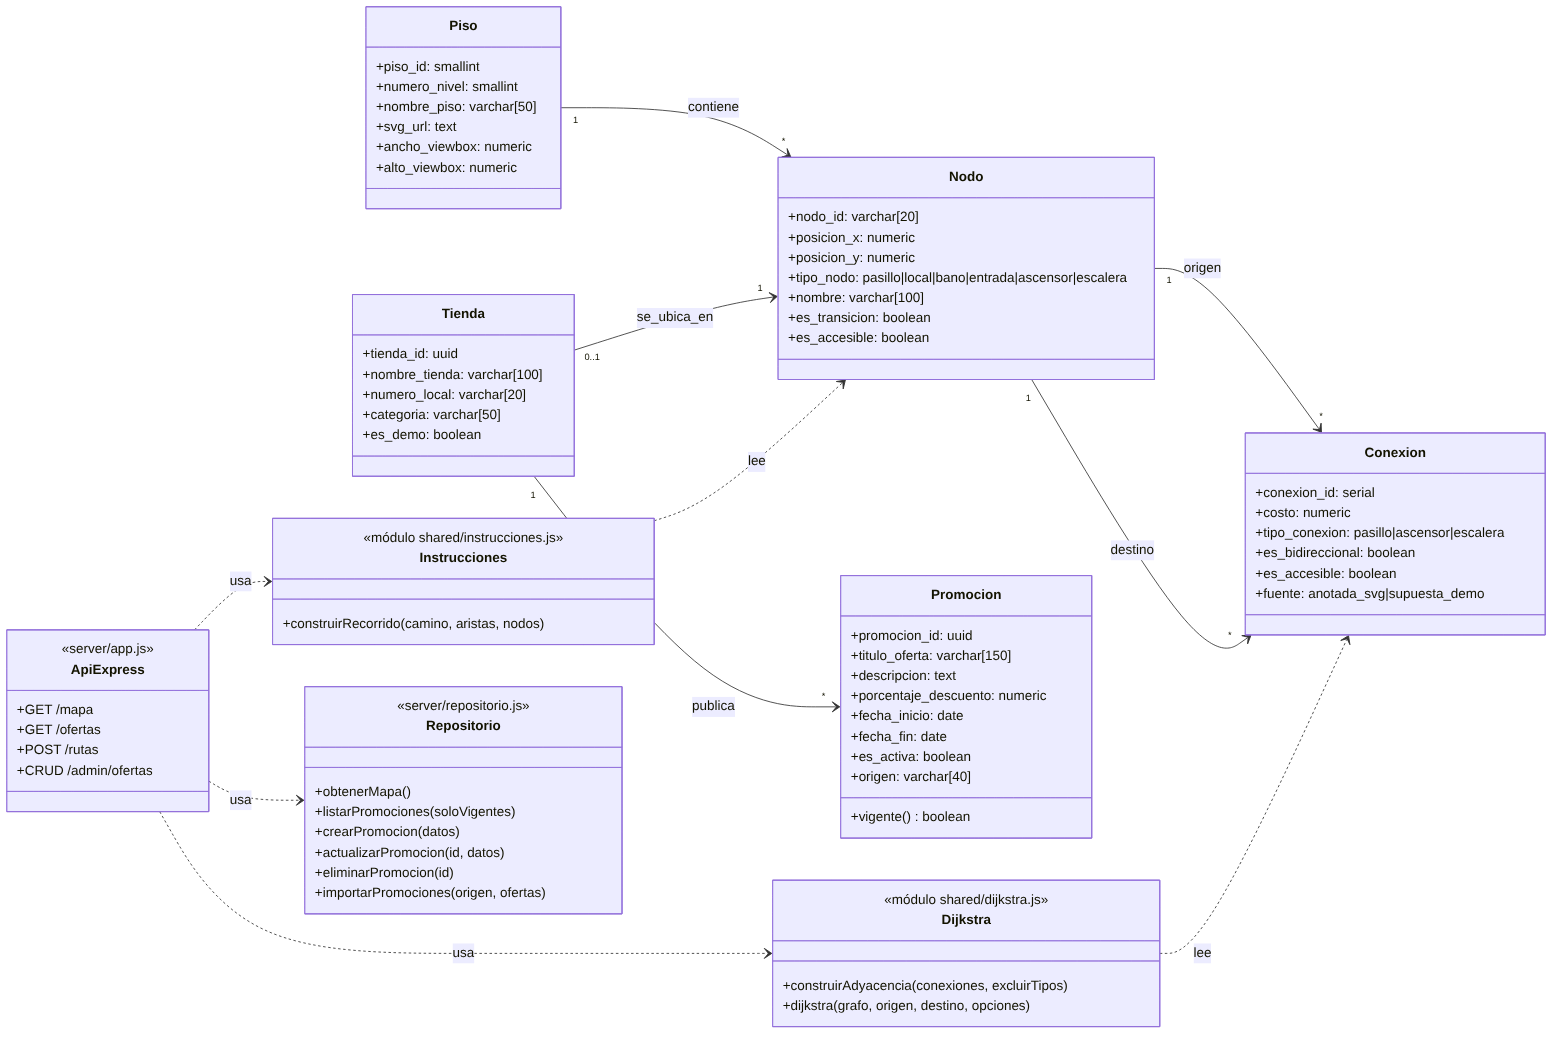 Piso
+piso_id: smallint
+numero_nivel: smallint
+nombre_piso: varchar[50]
+svg_url: text
+ancho_viewbox: numeric
+alto_viewbox: numeric
1
contiene
*
Nodo
+nodo_id: varchar[20]
+posicion_x: numeric
+posicion_y: numeric
+tipo_nodo: pasillo|local|bano|entrada|ascensor|escalera
+nombre: varchar[100]
+es_transicion: boolean
+es_accesible: boolean
Tienda
+tienda_id: uuid
+nombre_tienda: varchar[100]
+numero_local: varchar[20]
+categoria: varchar[50]
+es_demo: boolean
0..1
se_ubica_en
1
1
origen
*
1
destino
*
Conexion
+conexion_id: serial
+costo: numeric
+tipo_conexion: pasillo|ascensor|escalera
+es_bidireccional: boolean
+es_accesible: boolean
+fuente: anotada_svg|supuesta_demo
lee
1
«módulo shared/instrucciones.js»
Instrucciones
+construirRecorrido(camino, aristas, nodos)
usa
publica
*
Promocion
+promocion_id: uuid
+titulo_oferta: varchar[150]
+descripcion: text
+porcentaje_descuento: numeric
+fecha_inicio: date
+fecha_fin: date
+es_activa: boolean
+origen: varchar[40]
+vigente() : boolean
«server/app.js»
ApiExpress
+GET /mapa
+GET /ofertas
+POST /rutas
+CRUD /admin/ofertas
usa
«server/repositorio.js»
Repositorio
+obtenerMapa()
+listarPromociones(soloVigentes)
+crearPromocion(datos)
+actualizarPromocion(id, datos)
+eliminarPromocion(id)
+importarPromociones(origen, ofertas)
usa
«módulo shared/dijkstra.js»
Dijkstra
+construirAdyacencia(conexiones, excluirTipos)
+dijkstra(grafo, origen, destino, opciones)
lee